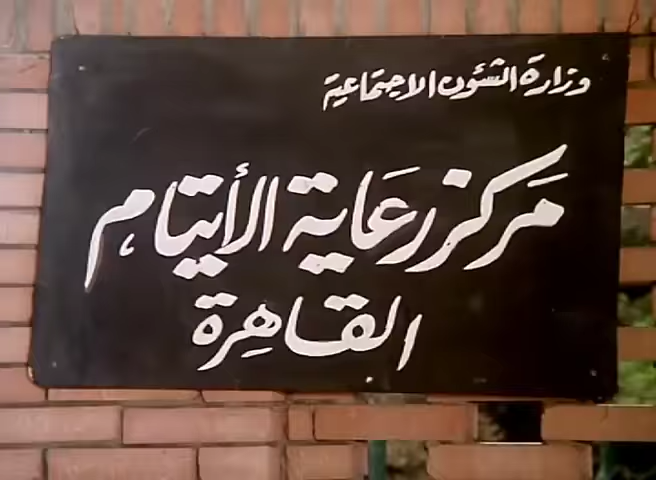 وزارة الشئون الاجتماعية
مركز رعاية الأيتام
القاهرة